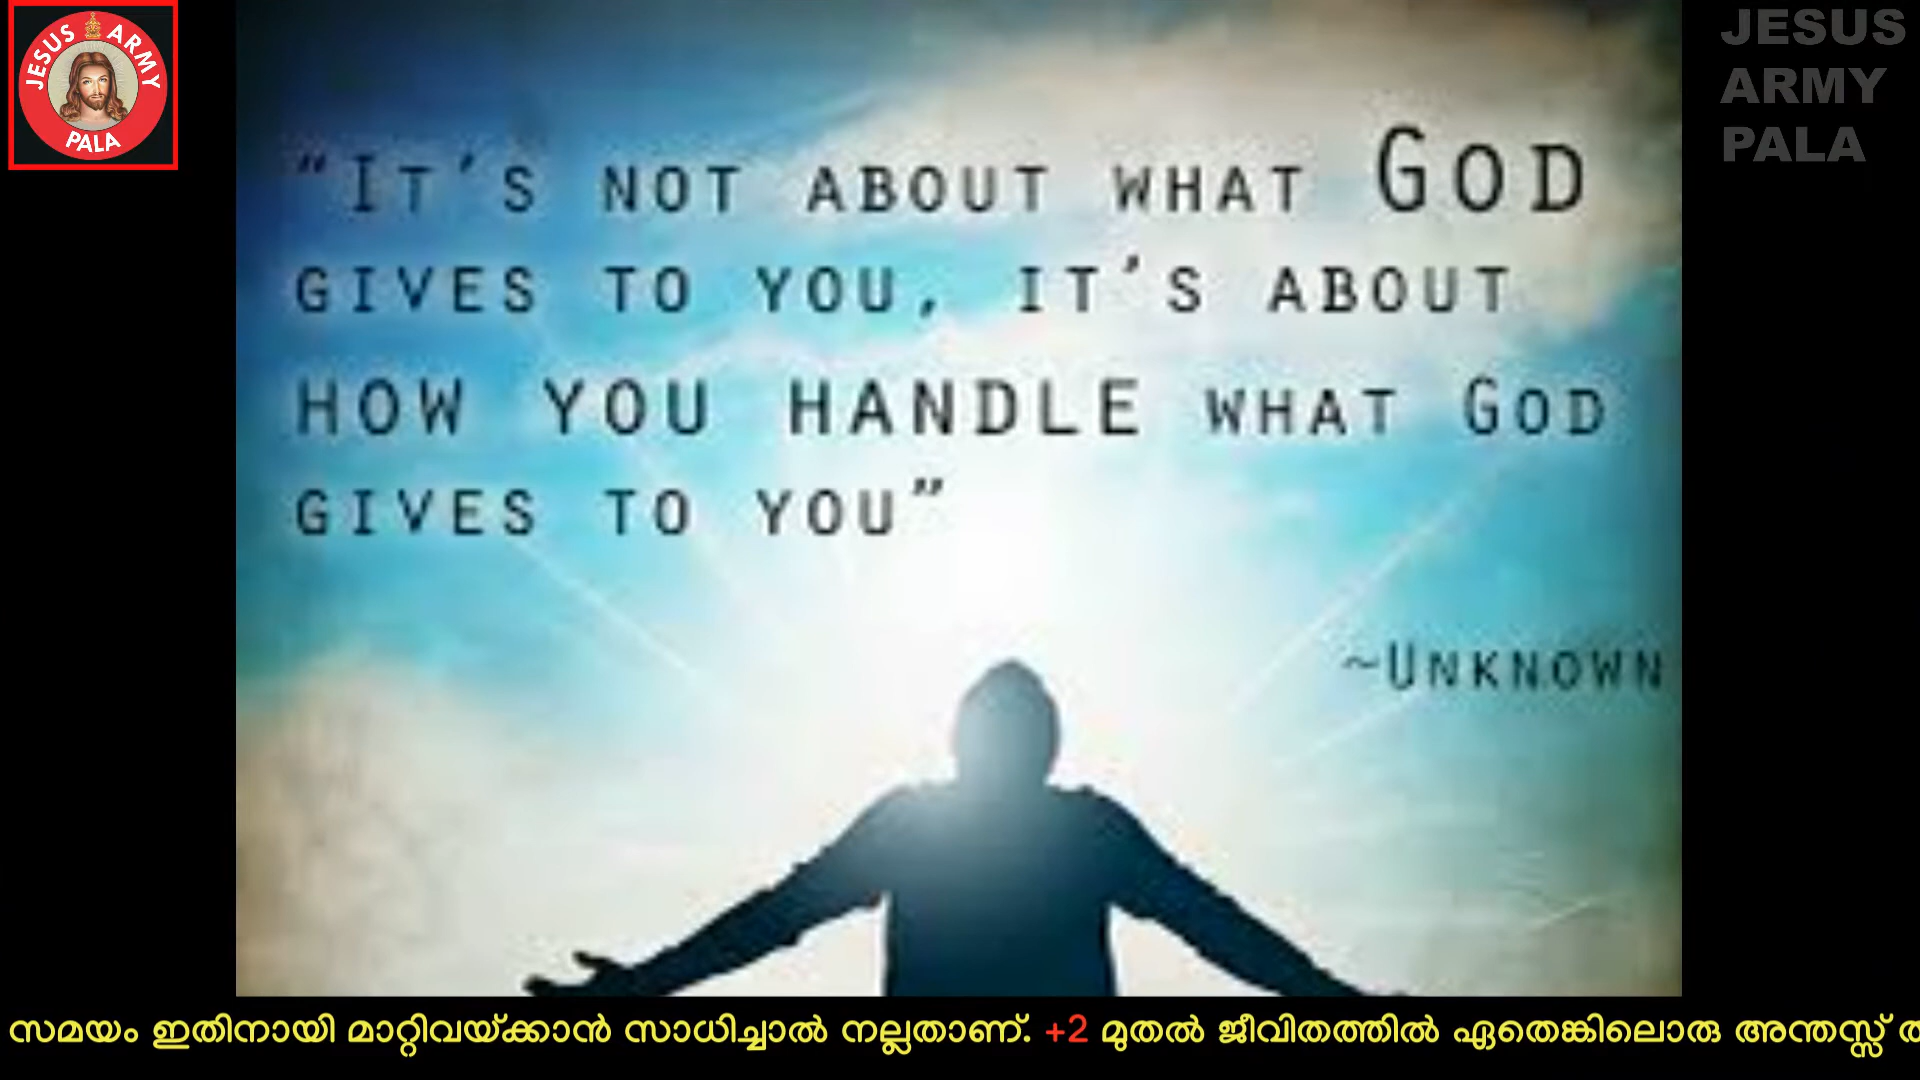 JESUS ARMY
PALA
JESUS
ARMY
PALA
“IT’S NOT ABOUT WHAT GOD
GIVES TO YOU, IT’S ABOUT
HOW YOU HANDLE WHAT GOD
GIVES TO YOU”
~UNKNOWN
സമയം ഇതിനായി മാറ്റിവയ്ക്കാൻ സാധിച്ചാൽ നല്ലതാണ്. +2 മുതൽ ജീവിതത്തിൽ ഏതെങ്കിലൊരു അന്തസ്സ്